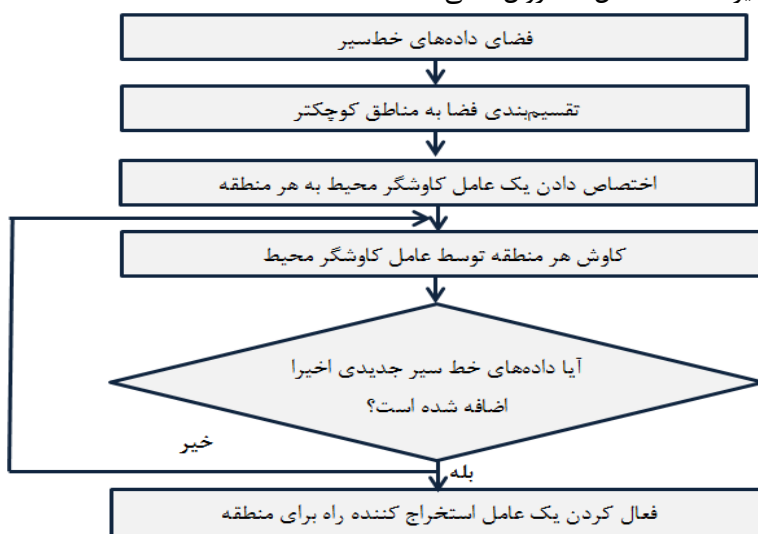 فضای داده‌های خط‌سیر
تقسیم‌بندی فضا به مناطق کوچکتر
اختصاص دادن یک عامل کاوشگر محیط به هر منطقه
کاوش هر منطقه توسط عامل کاوشگر محیط
آیا داده‌های خط سیر جدیدی اخیرا
اضافه شده است؟
خیر
بله
فعال کردن یک عامل استخراج کننده راه برای منطقه